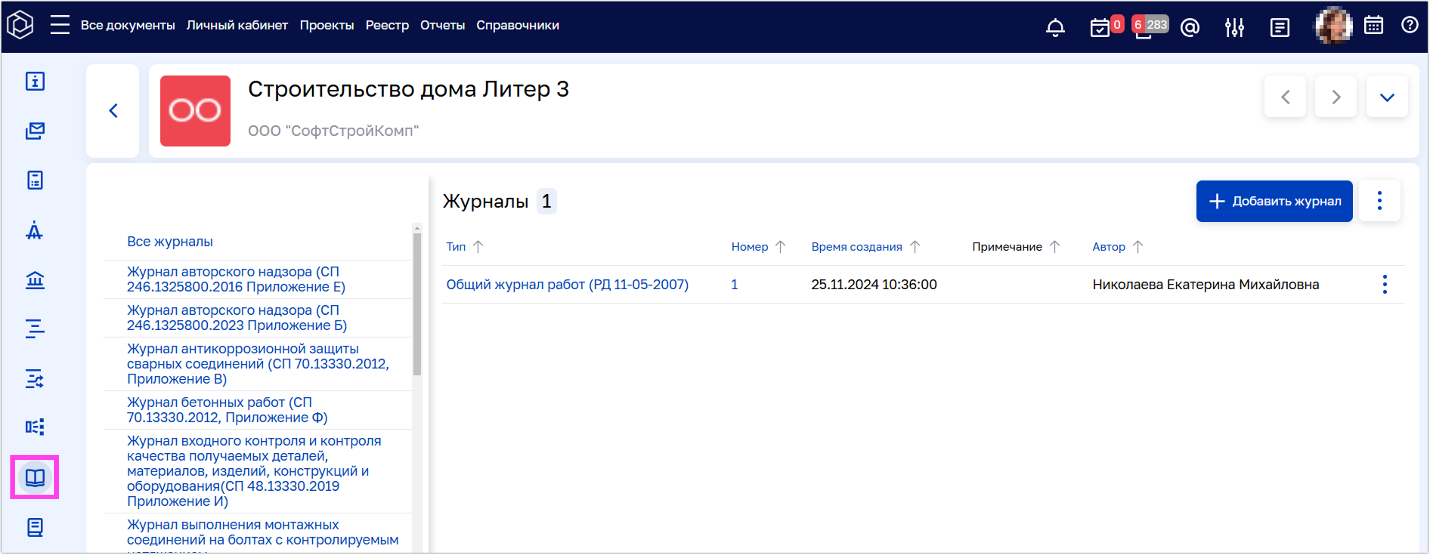 Все документы Личный кабинет Проекты Реестр Отчеты Справочники 0 6 283
Строительство дома Литер 3
ООО "СофтСтройКомп"
Все журналы
Журнал авторского надзора (СП
246.1325800.2016 Приложение Е)
Журнал авторского надзора (СП
246.1325800.2023 Приложение Б)
Журнал антикоррозионной защиты
сварных соединений (СП 70.13330.2012,
Приложение В)
Журнал бетонных работ (СП
70.13330.2012, Приложение Ф)
Журнал входного контроля и контроля
качества получаемых деталей,
материалов, изделий, конструкций и
оборудования(СП 48.13330.2019
Приложение И)
Журнал выполнения монтажных
соединений на болтах с контролируемым
Журналы 1
+ Добавить журнал
Тип Номер Время создания Примечание Автор
Общий журнал работ (РД 11-05-2007) 1 25.11.2024 10:36:00 Николаева Екатерина Михайловна